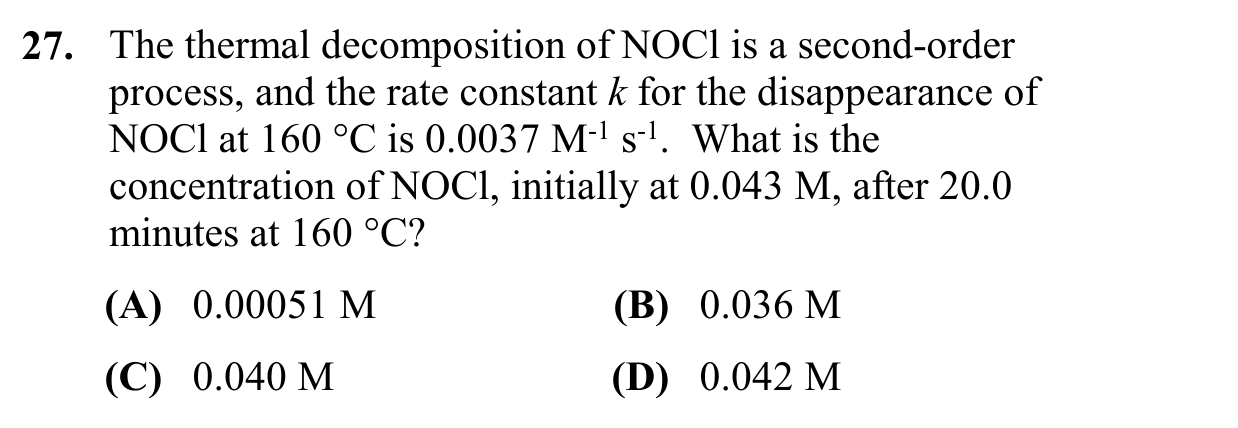 27. The thermal decomposition of NOCl is a second-order
process, and the rate constant k for the disappearance of
NOCl at 160 °C is 0.0037 M⁻¹ s⁻¹. What is the
concentration of NOCl, initially at 0.043 M, after 20.0
minutes at 160 °C?
(A) 0.00051 M (B) 0.036 M
(C) 0.040 M (D) 0.042 M